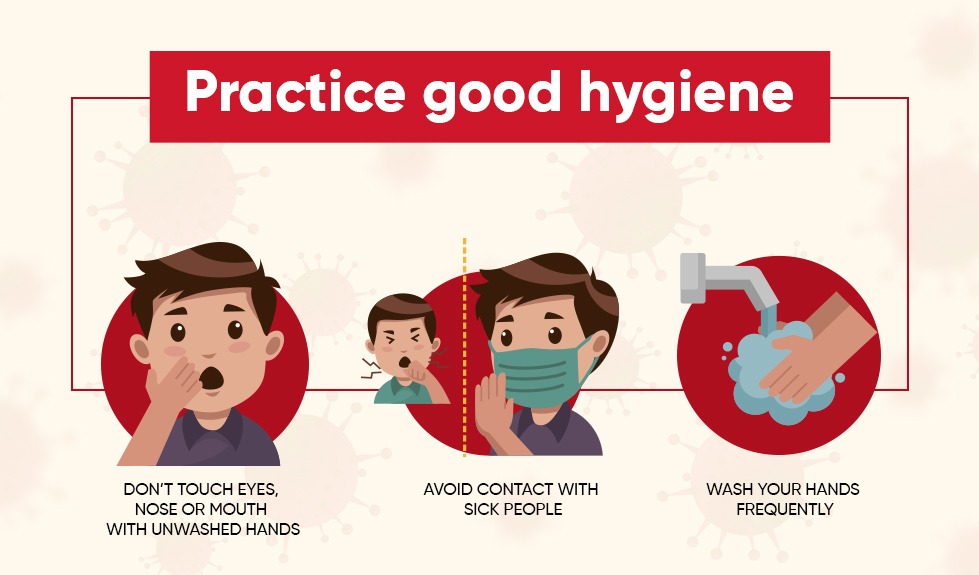 Practice good hygiene
DON'T TOUCH EYES,
NOSE OR MOUTH
WITH UNWASHED HANDS
AVOID CONTACT WITH
SICK PEOPLE
WASH YOUR HANDS
FREQUENTLY